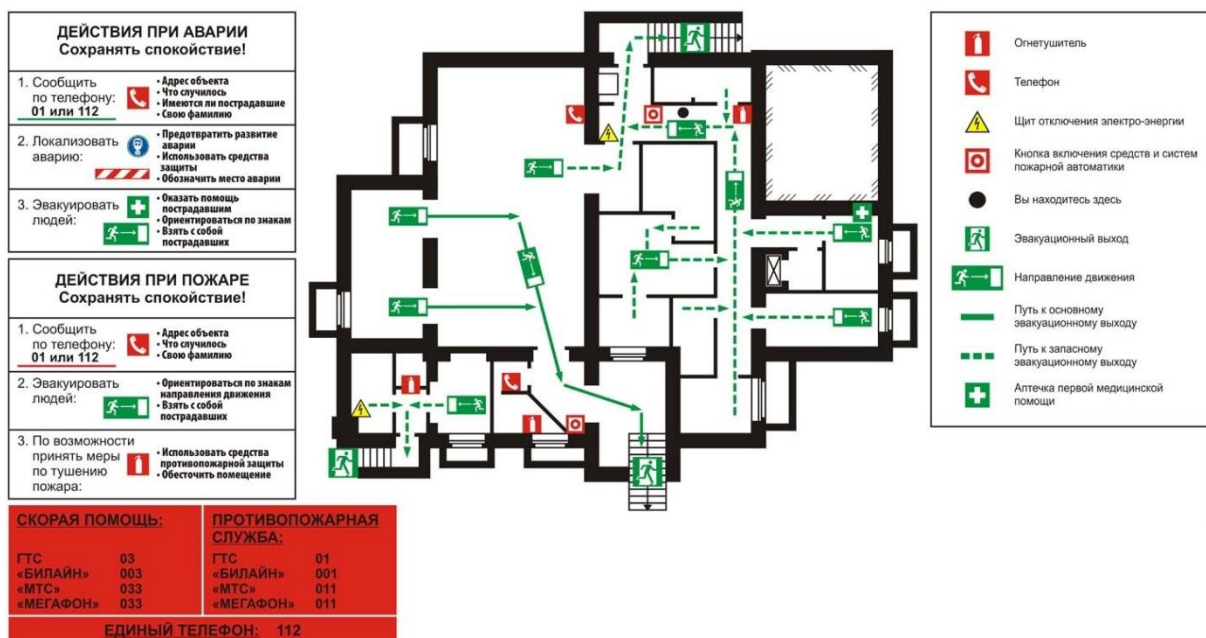 ДЕЙСТВИЯ ПРИ АВАРИИ
Сохранять спокойствие!
1. Сообщить
по телефону:
01 или 112
• Адрес объекта
• Что случилось
• Имеются ли пострадавшие
• Свою фамилию
2. Локализовать
аварию:
• Предотвратить развитие
аварии
• Использовать средства
защиты
• Обозначить место аварии
3. Эвакуировать
людей:
• Оказать помощь
пострадавшим
• Ориентироваться по знакам
• Взять с собой
пострадавших
ДЕЙСТВИЯ ПРИ ПОЖАРЕ
Сохранять спокойствие!
1. Сообщить
по телефону:
01 или 112
• Адрес объекта
• Что случилось
• Свою фамилию
2. Эвакуировать
людей:
• Ориентироваться по знакам
направления движения
• Взять с собой
пострадавших
3. По возможности
принять меры
по тушению
пожара:
• Использовать средства
противопожарной защиты
• Обесточить помещение
СКОРАЯ ПОМОЩЬ:
ГТС 03
«БИЛАЙН» 003
«МТС» 033
«МЕГАФОН» 033
ПРОТИВОПОЖАРНАЯ
СЛУЖБА:
ГТС 01
«БИЛАЙН» 001
«МТС» 011
«МЕГАФОН» 011
ЕДИНЫЙ ТЕЛЕФОН: 112
Огнетушитель
Телефон
Щит отключения электро-энергии
Кнопка включения средств и систем
пожарной автоматики
Вы находитесь здесь
Эвакуационный выход
Направление движения
Путь к основному
эвакуационному выходу
Путь к запасному
эвакуационному выходу
Аптечка первой медицинской
помощи